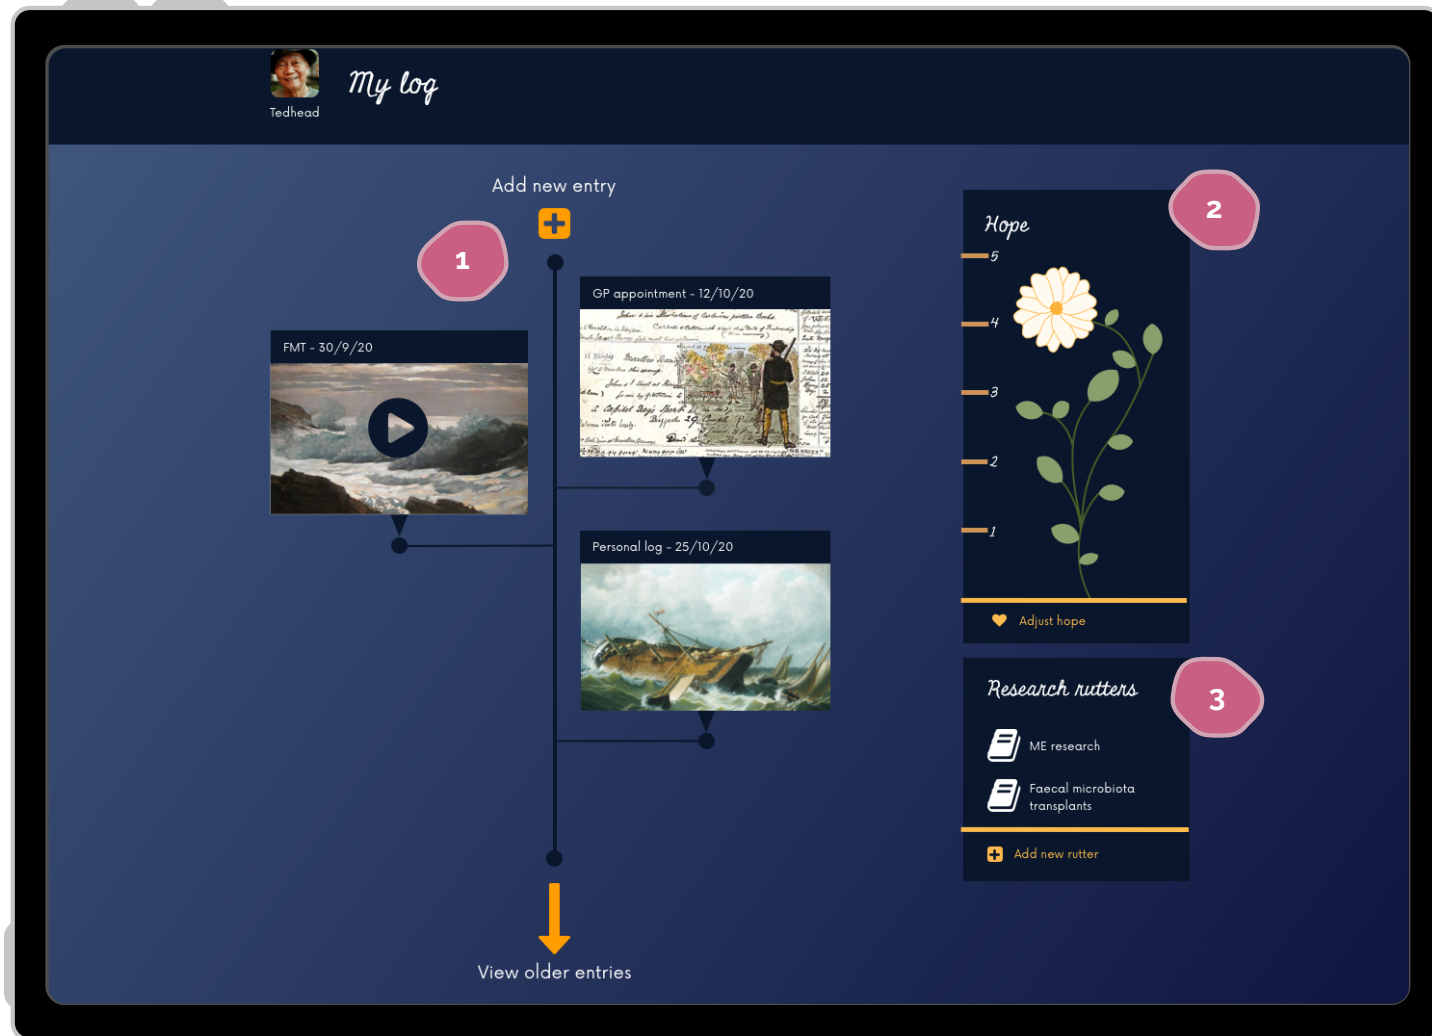 My log
Tedhead
Add new entry
1
GP appointment - 12/10/20
FMT - 30/9/20
Personal log - 25/10/20
View older entries
2
Hope
5
4
3
2
1
Adjust hope
3
Research rutters
ME research
Faecal microbiota
transplants
Add new rutter